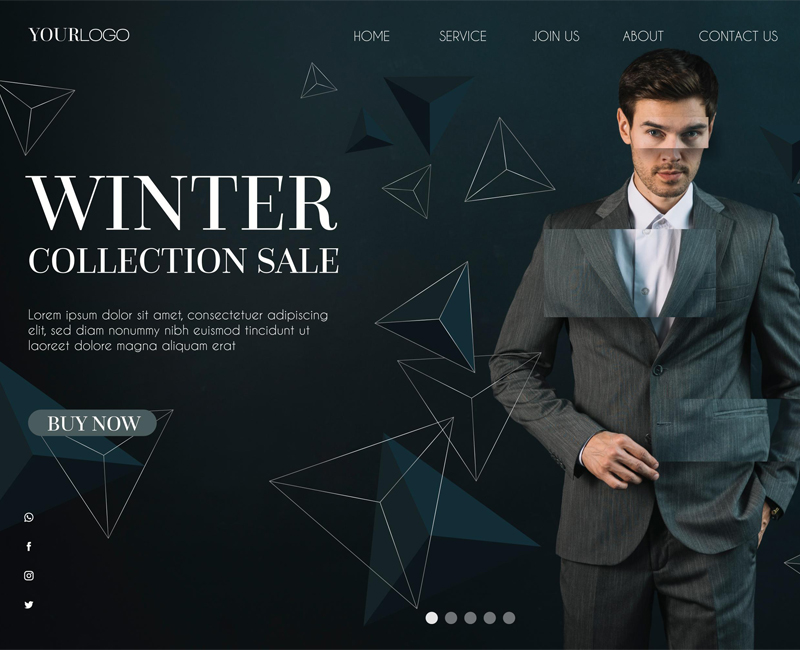 YOURLOGO
HOME SERVICE JOIN US ABOUT CONTACT US
WINTER
COLLECTION SALE
Lorem ipsum dolor sit amet, consectetuer adipiscing
elit, sed diam nonummy nibh euismod tincidunt ut
laoreet dolore magna aliquam erat
BUY NOW